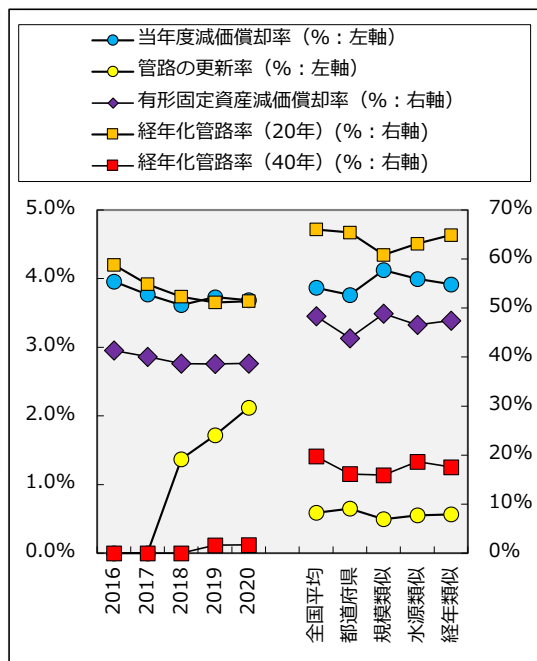 当年度減価償却率（%：左軸）
管路の更新率（%：左軸）
有形固定資産減価償却率（%：右軸）
経年化管路率（20年）(%：右軸)
経年化管路率（40年）(%：右軸)
5.0%
4.0%
3.0%
2.0%
1.0%
0.0%
70%
60%
50%
40%
30%
20%
10%
0%
2016
2017
2018
2019
2020
全国平均
都道府県
規模類似
水源類似
経年類似